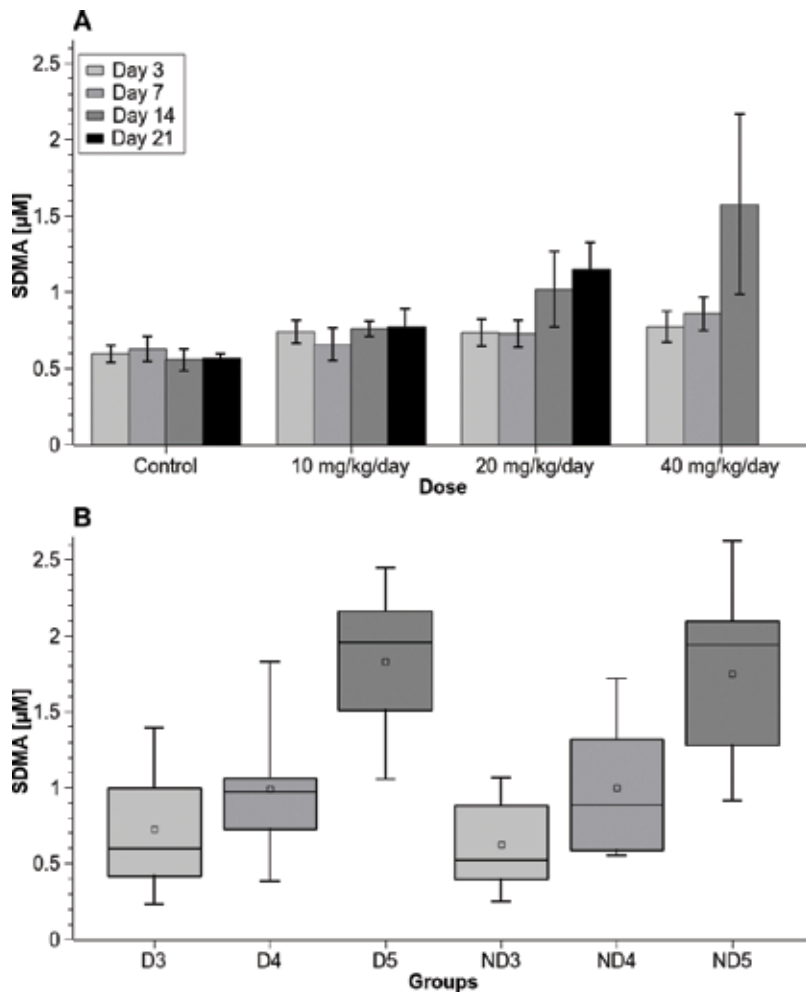 A
2.5
2
1.5
1
0.5
0
SDMA [µM]
Day 3
Day 7
Day 14
Day 21
Control 10 mg/kg/day 20 mg/kg/day 40 mg/kg/day
Dose
B
2.5
2
1.5
1
0.5
0
SDMA [µM]
D3 D4 D5 ND3 ND4 ND5
Groups